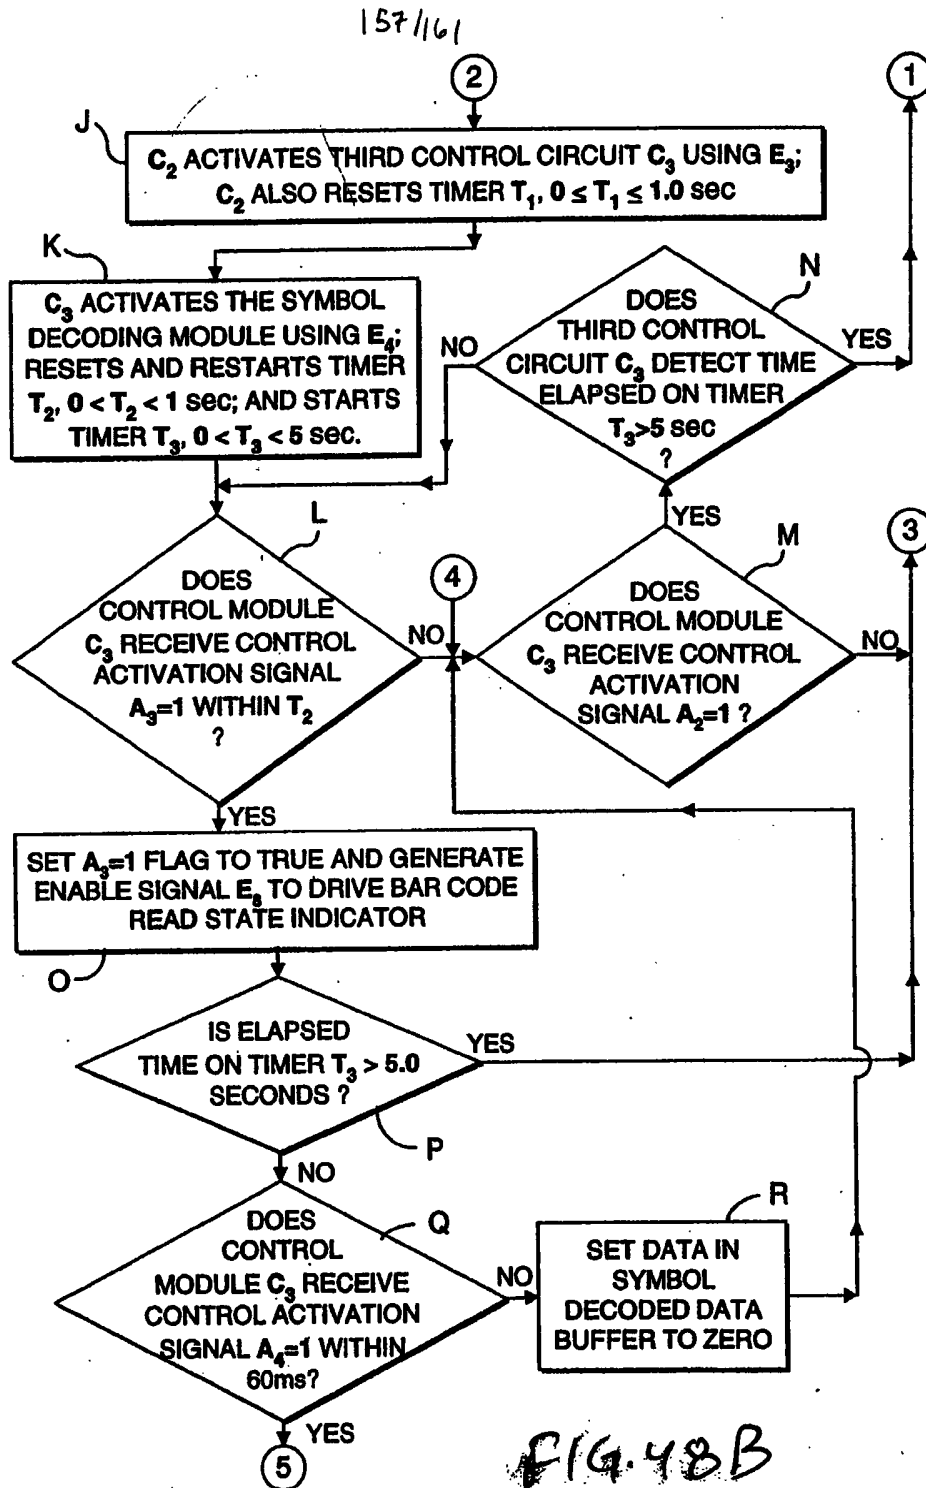 157/161
2
1
J
C₂ ACTIVATES THIRD CONTROL CIRCUIT C₃ USING E₃;
C₂ ALSO RESETS TIMER T₁, 0 ≤ T₁ ≤ 1.0 sec
K
C₃ ACTIVATES THE SYMBOL
DECODING MODULE USING E₄;
RESETS AND RESTARTS TIMER
T₂, 0 < T₂ < 1 sec; AND STARTS
TIMER T₃, 0 < T₃ < 5 sec.
N
DOES
THIRD CONTROL
CIRCUIT C₃ DETECT TIME
ELAPSED ON TIMER
T₃>5 sec
?
NO
YES
L
DOES
CONTROL MODULE
C₃ RECEIVE CONTROL
ACTIVATION SIGNAL
A₃=1 WITHIN T₂
?
NO
YES
4
YES
M
DOES
CONTROL MODULE
C₃ RECEIVE CONTROL
ACTIVATION
SIGNAL A₂=1 ?
NO
3
SET A₃=1 FLAG TO TRUE AND GENERATE
ENABLE SIGNAL E₈ TO DRIVE BAR CODE
READ STATE INDICATOR
O
IS ELAPSED
TIME ON TIMER T₃ > 5.0
SECONDS ?
YES
P
NO
DOES
CONTROL
MODULE C₃ RECEIVE
CONTROL ACTIVATION
SIGNAL A₄=1 WITHIN
60ms?
Q
NO
R
SET DATA IN
SYMBOL
DECODED DATA
BUFFER TO ZERO
YES
5
FIG. 48B